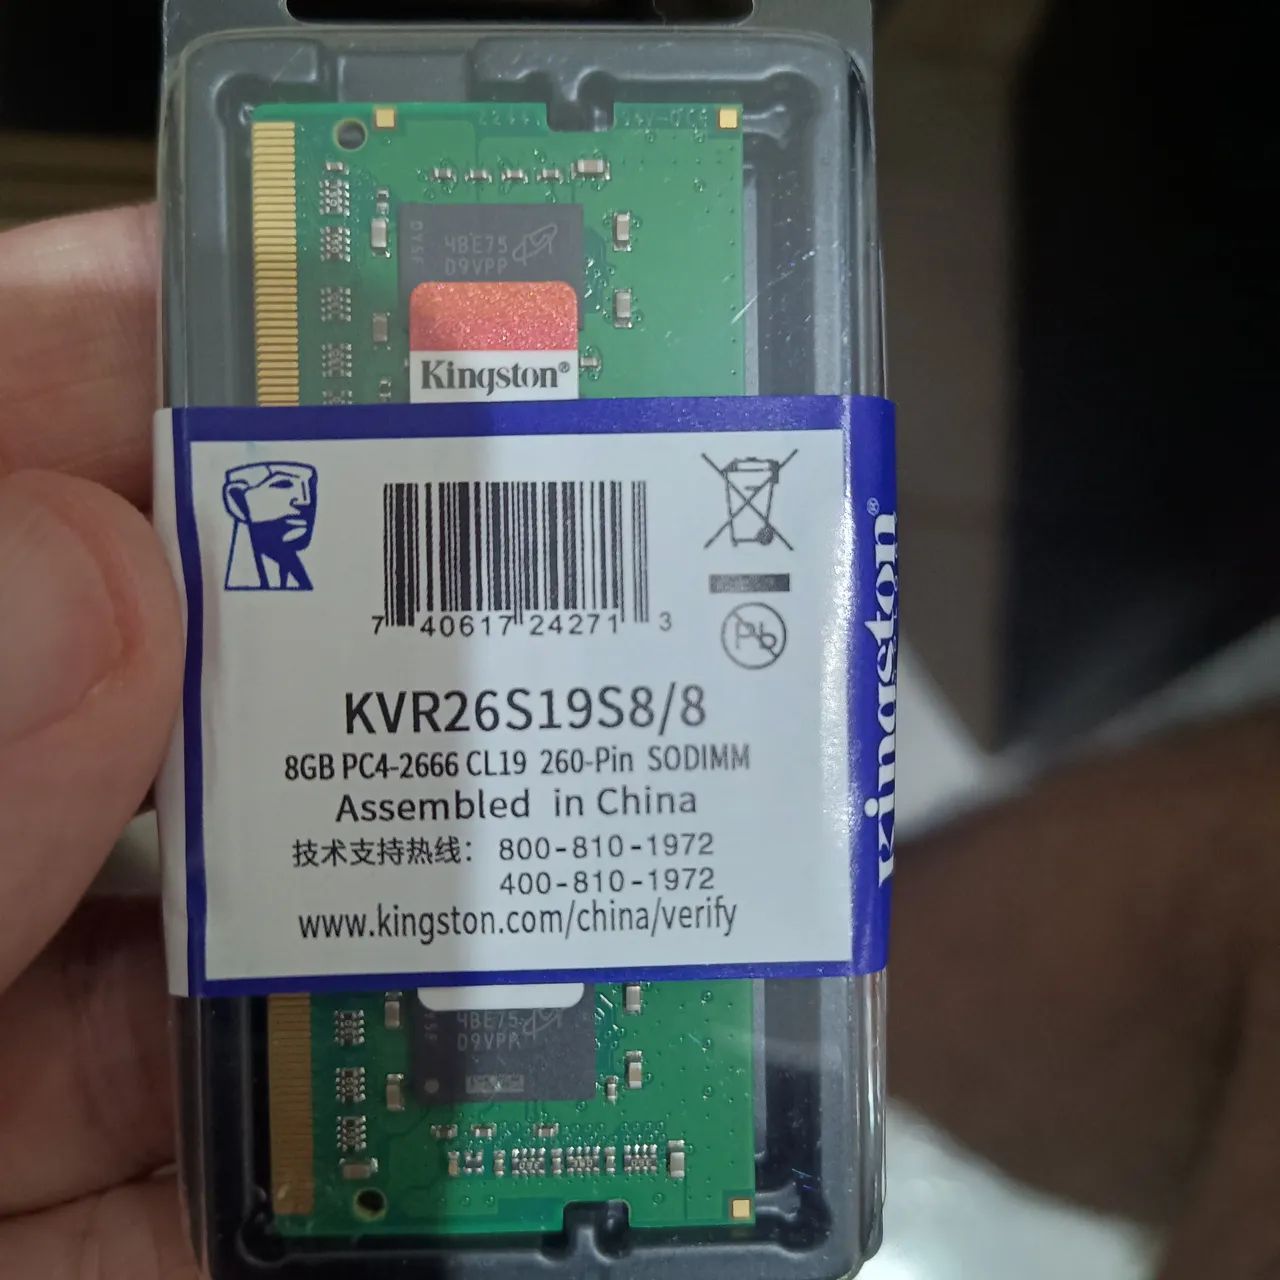 4BE75
D9VPP
Kingston®
7 40617 24271 3
Pb
KVR26S19S8/8
8GB PC4-2666 CL19 260-Pin SODIMM
Assembled in China
技术支持热线： 800-810-1972
400-810-1972
www.kingston.com/china/verify
Kingston®
4BE75
D9VPP